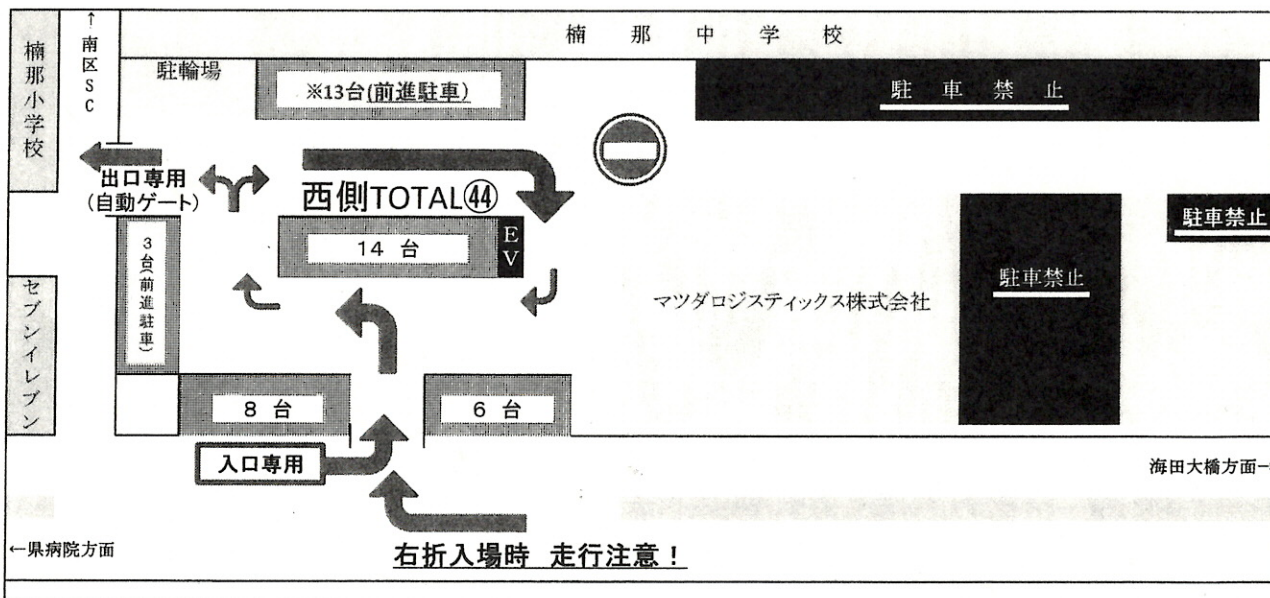 楠那中学校
楠那小学校
↑南区SC
駐輪場
※13台(前進駐車)
駐車禁止
出口専用
(自動ゲート)
西側TOTAL㊹
14 台
EV
3台(前進駐車)
駐車禁止
駐車禁止
マツダロジスティックス株式会社
セブンイレブン
8 台
6 台
入口専用
海田大橋方面
←県病院方面
右折入場時 走行注意!